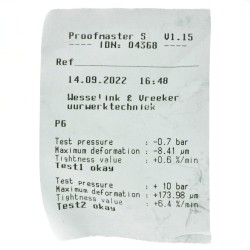 Proofmaster S V1.15
---- IDN: 04368 ----
Ref
14.09.2022 16:48
Wesselink & Vreeker
uurwerktechniek
P6
Test pressure : -0.7 bar
Maximum deformation : -8.41 µm
Tightness value : +0.6 %/min
Test1 okay
Test pressure : + 10 bar
Maximum deformation : +173.98 µm
Tightness value : +6.4 %/min
Test2 okay